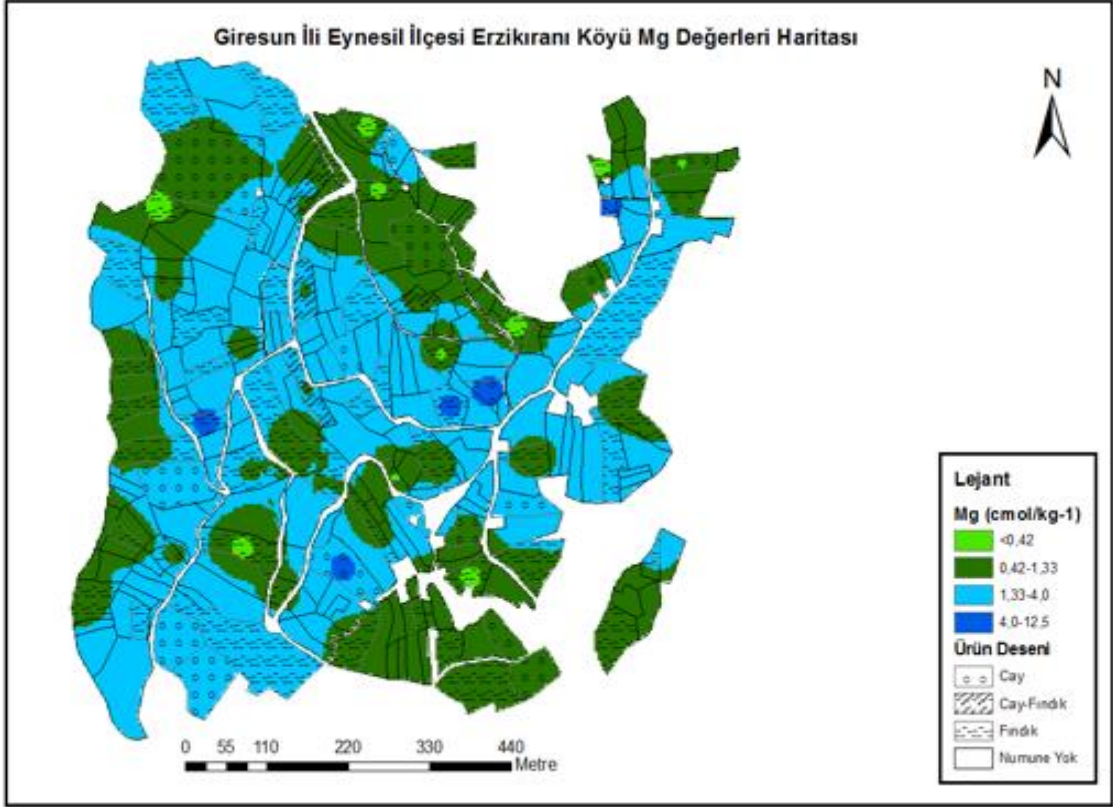 Giresun İli Eynesil İlçesi Erzikıranı Köyü Mg Değerleri Haritası
N
Lejant
Mg (cmol/kg-1)
<0,42
0,42-1,33
1,33-4,0
4,0-12,5
Ürün Deseni
Çay
Çay-Fındık
Fındık
Numune Yok
0 55 110 220 330 440
Metre